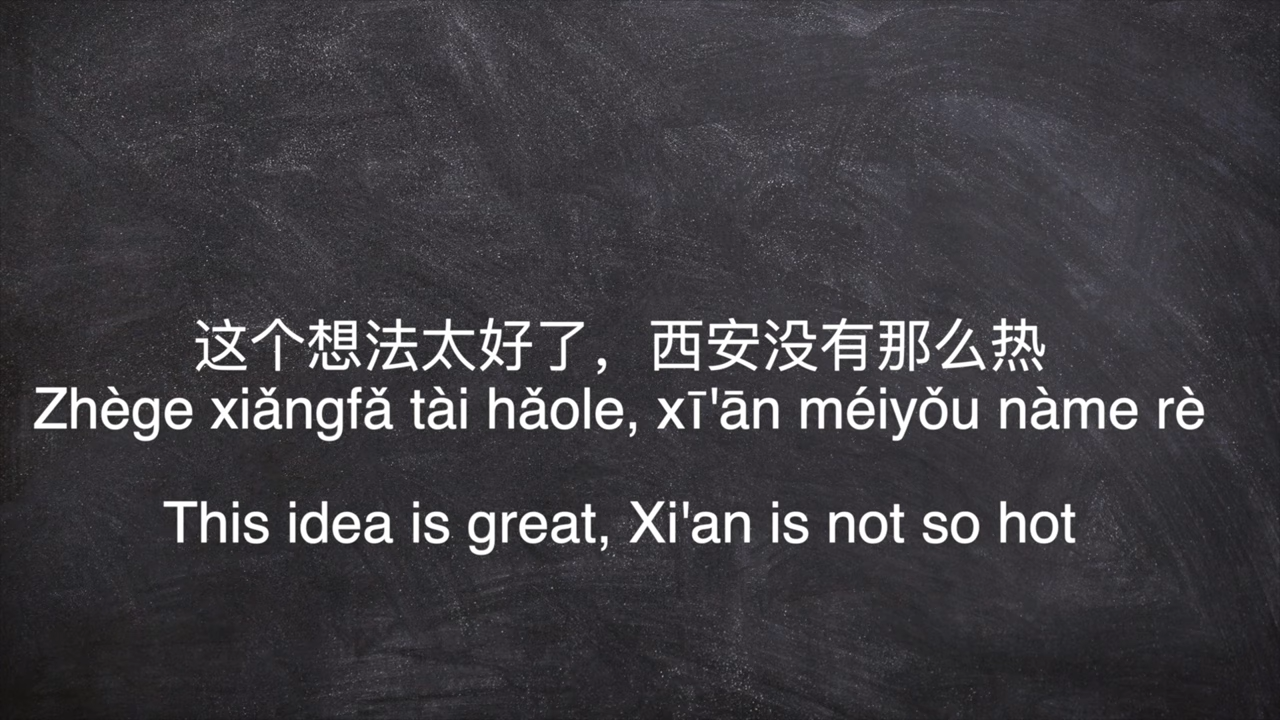 这个想法太好了，西安没有那么热
Zhège xiǎngfǎ tài hǎole, xī'ān méiyǒu nàme rè
This idea is great, Xi'an is not so hot